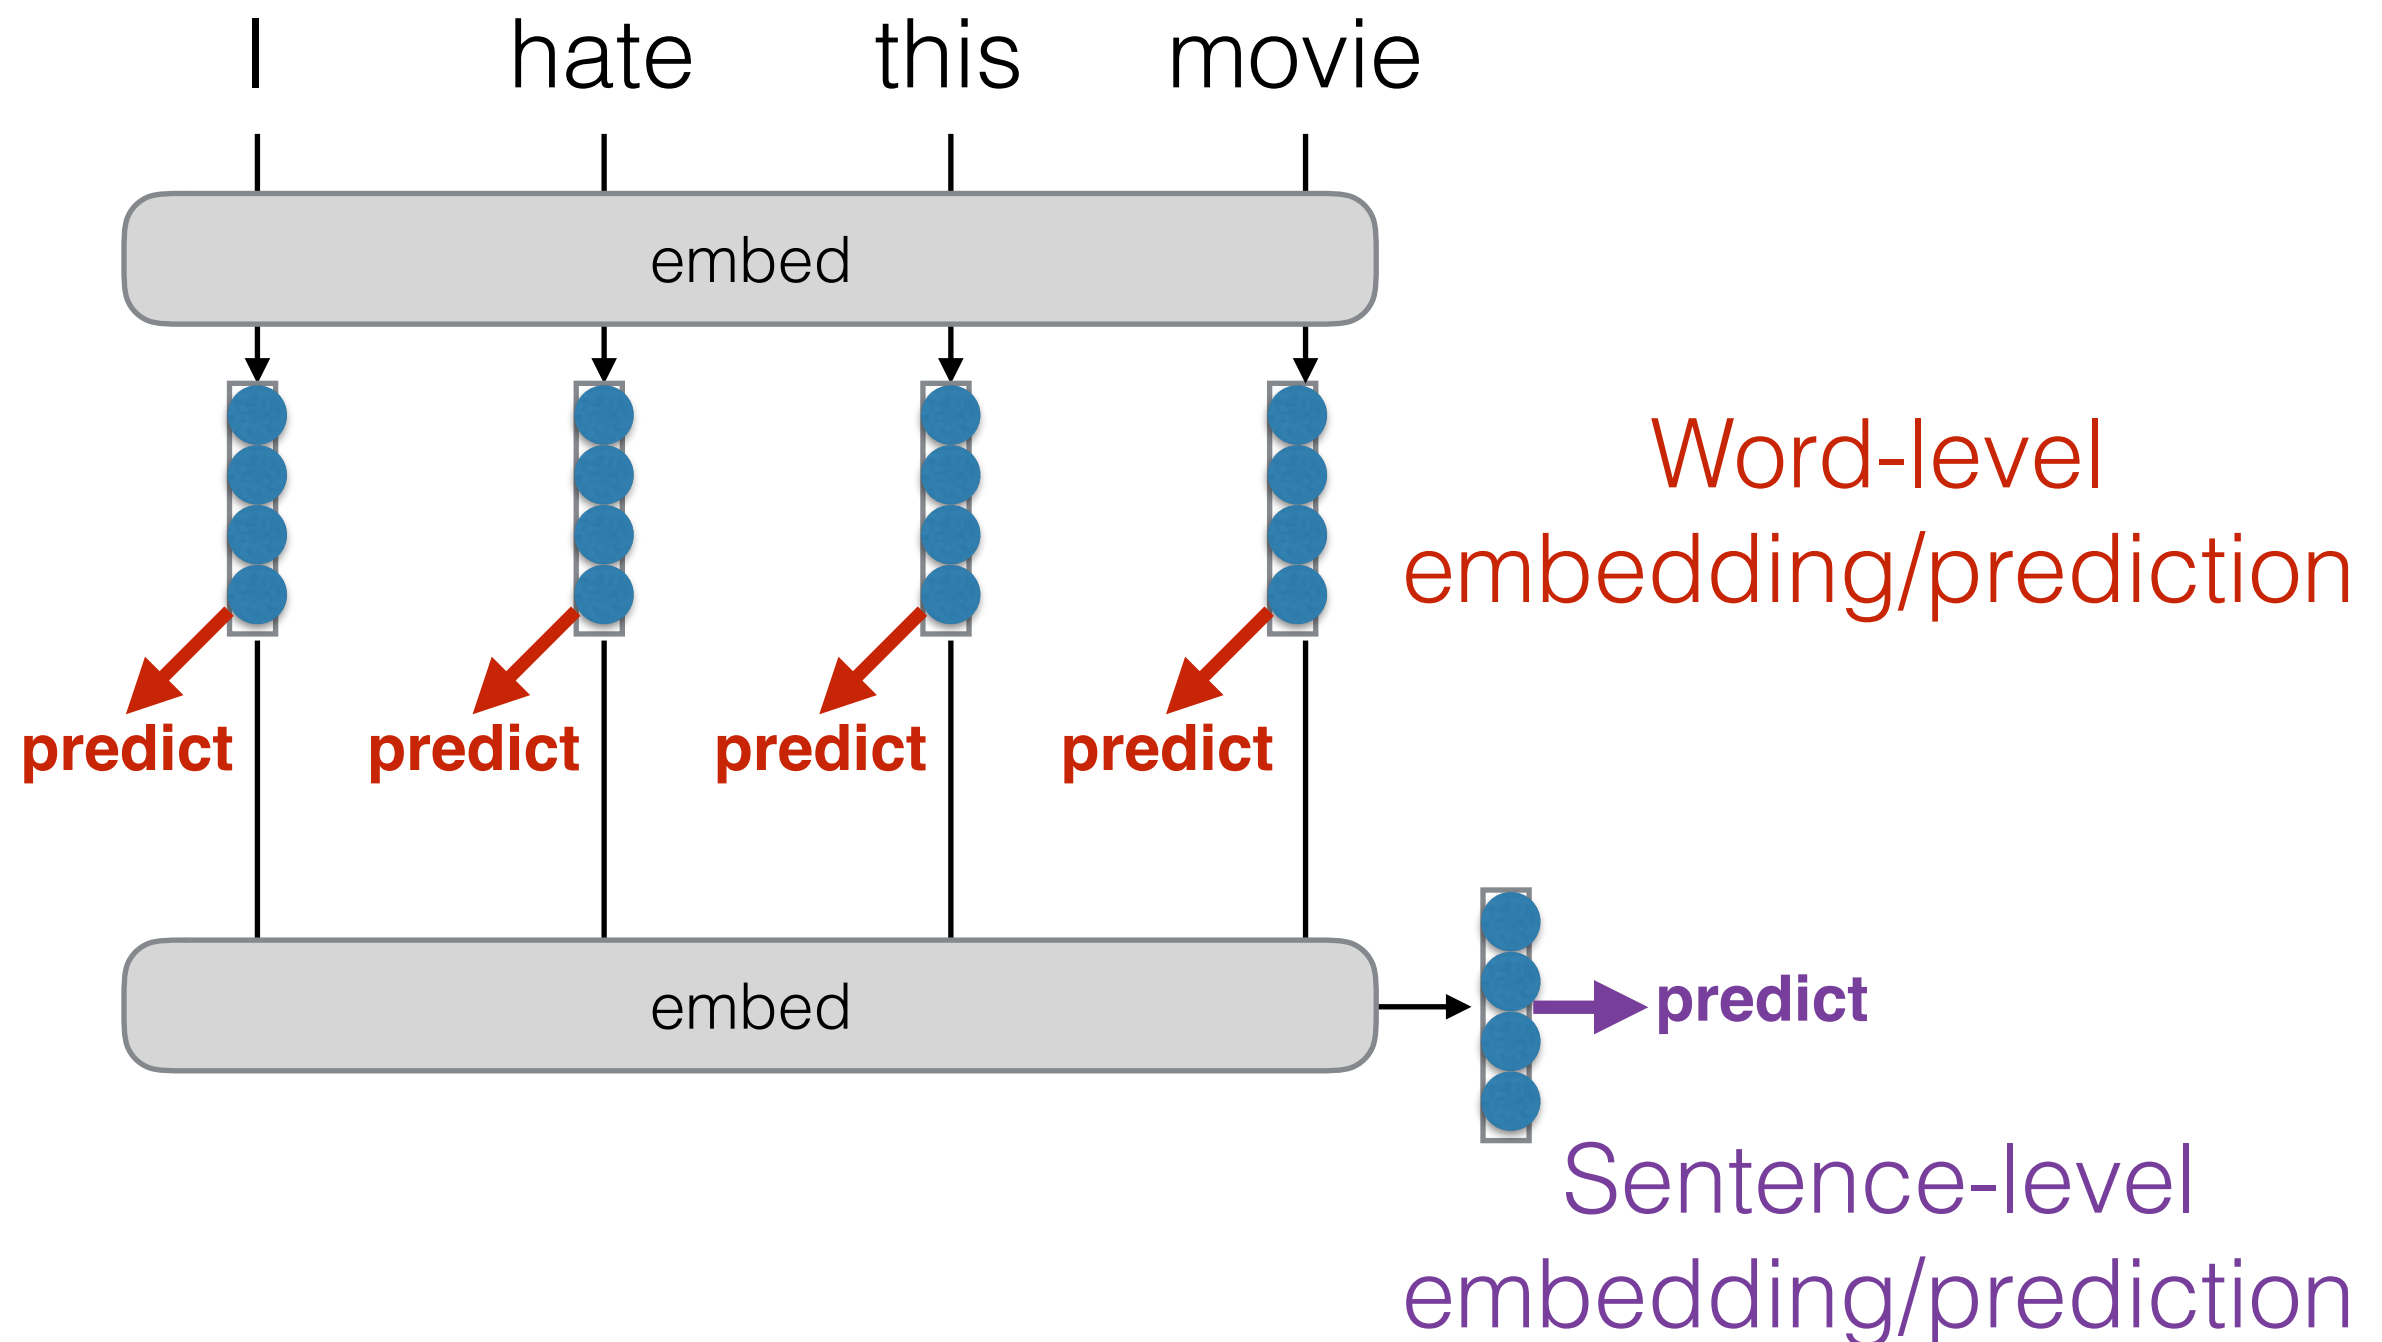 I hate this movie
embed
Word-level
embedding/prediction
predict predict predict predict
embed
predict
Sentence-level
embedding/prediction